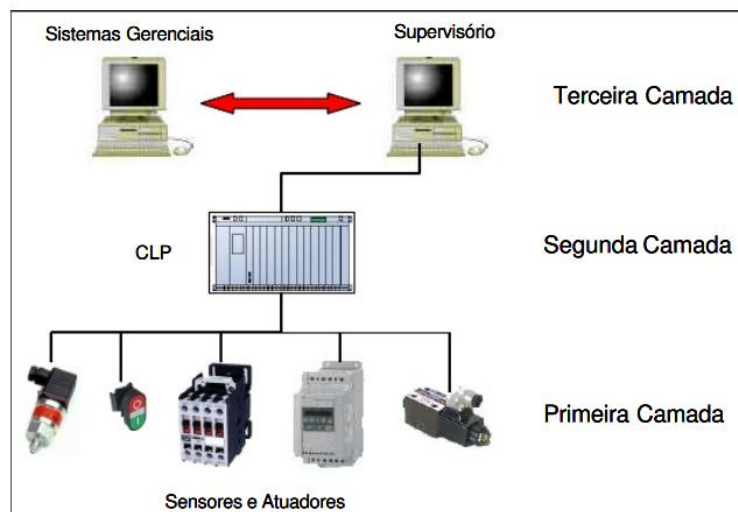 Sistemas Gerenciais
Supervisório
Terceira Camada
CLP
Segunda Camada
Primeira Camada
Sensores e Atuadores